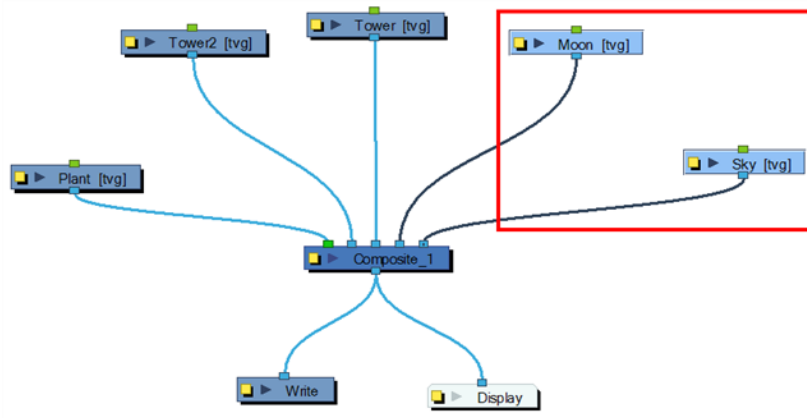 Tower [tvg]
Tower2 [tvg]
Moon [tvg]
Plant [tvg]
Sky [tvg]
Composite_1
Write
Display